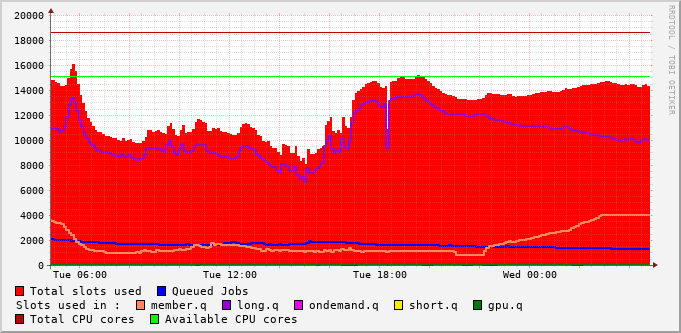 20000
18000
16000
14000
12000
10000
8000
6000
4000
2000
0
Tue 06:00 Tue 12:00 Tue 18:00 Wed 00:00
RRDTOOL / TOBI OETIKER
Total slots used Queued Jobs
Slots used in : member.q long.q ondemand.q short.q gpu.q
Total CPU cores Available CPU cores